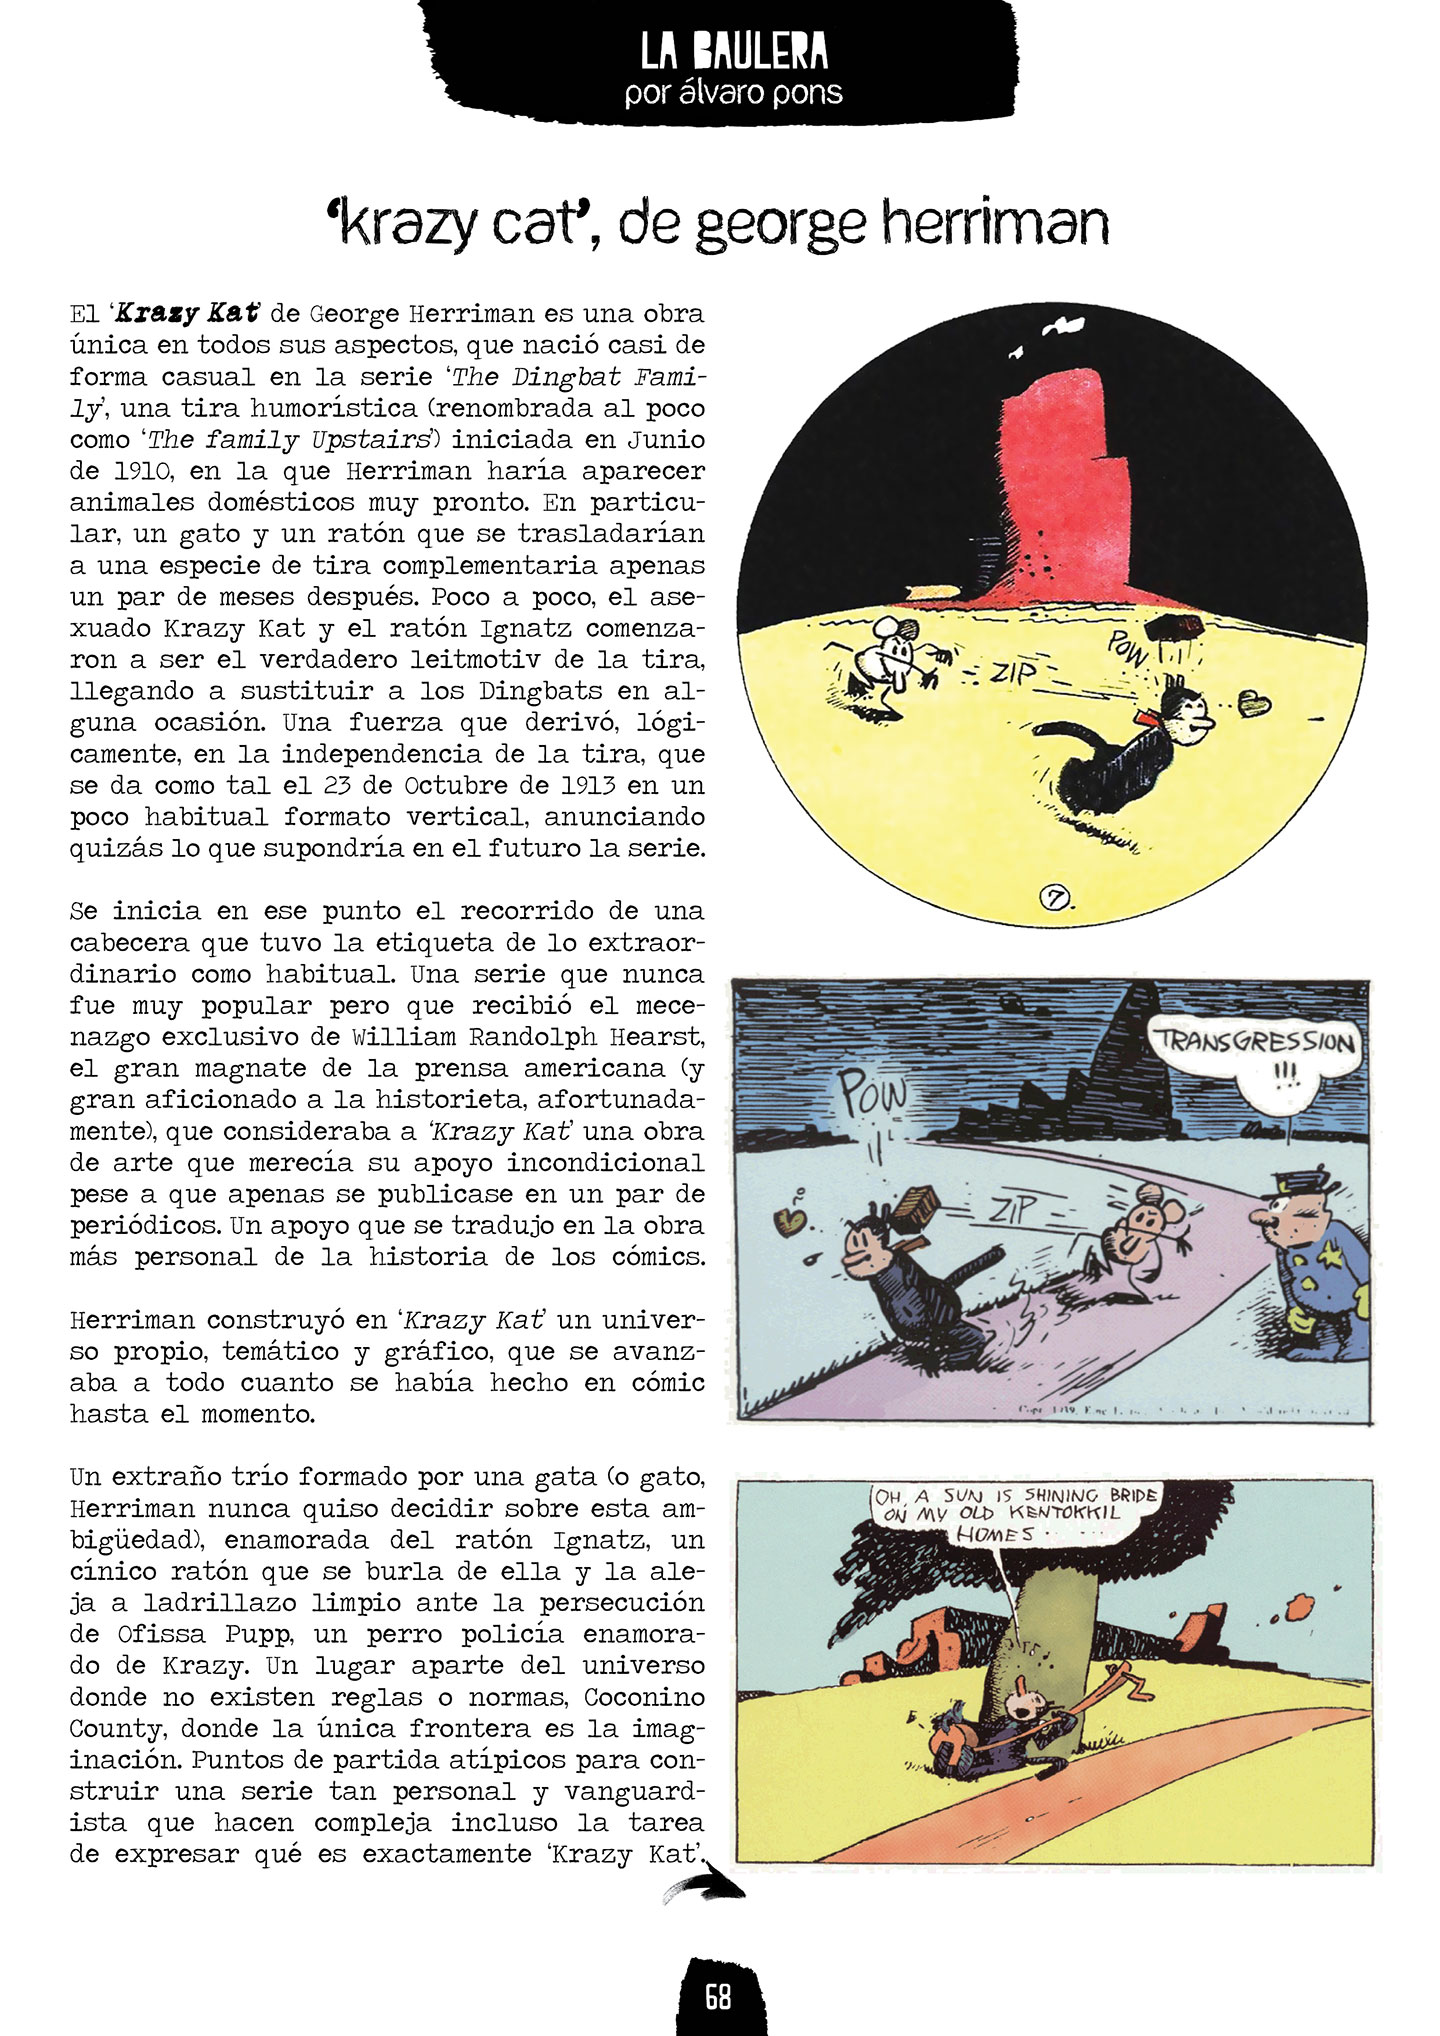 LA BAULERA
por álvaro pons
‘krazy cat’, de george herriman
El ‘Krazy Kat’ de George Herriman es una obra
única en todos sus aspectos, que nació casi de
forma casual en la serie ‘The Dingbat Fami-
ly’, una tira humorística (renombrada al poco
como ‘The family Upstairs’) iniciada en Junio
de 1910, en la que Herriman haría aparecer
animales domésticos muy pronto. En particu-
lar, un gato y un ratón que se trasladarían
a una especie de tira complementaria apenas
un par de meses después. Poco a poco, el ase-
xuado Krazy Kat y el ratón Ignatz comenza-
ron a ser el verdadero leitmotiv de la tira,
llegando a sustituir a los Dingbats en al-
guna ocasión. Una fuerza que derivó, lógi-
camente, en la independencia de la tira, que
se da como tal el 23 de Octubre de 1913 en un
poco habitual formato vertical, anunciando
quizás lo que supondría en el futuro la serie.
Se inicia en ese punto el recorrido de una
cabecera que tuvo la etiqueta de lo extraor-
dinario como habitual. Una serie que nunca
fue muy popular pero que recibió el mece-
nazgo exclusivo de William Randolph Hearst,
el gran magnate de la prensa americana (y
gran aficionado a la historieta, afortunada-
mente), que consideraba a ‘Krazy Kat’ una obra
de arte que merecía su apoyo incondicional
pese a que apenas se publicase en un par de
periódicos. Un apoyo que se tradujo en la obra
más personal de la historia de los cómics.
Herriman construyó en ‘Krazy Kat’ un univer-
so propio, temático y gráfico, que se avanz-
aba a todo cuanto se había hecho en cómic
hasta el momento.
Un extraño trío formado por una gata (o gato,
Herriman nunca quiso decidir sobre esta am-
bigüedad), enamorada del ratón Ignatz, un
cínico ratón que se burla de ella y la ale-
ja a ladrillazo limpio ante la persecución
de Ofissa Pupp, un perro policía enamora-
do de Krazy. Un lugar aparte del universo
donde no existen reglas o normas, Coconino
County, donde la única frontera es la imag-
inación. Puntos de partida atípicos para con-
struir una serie tan personal y vanguard-
ista que hacen compleja incluso la tarea
de expresar qué es exactamente ‘Krazy Kat’.
POW
ZIP
7.
TRANSGRESSION
!!!
POW
ZIP
OH, A SUN IS SHINING BRIDE
ON MY OLD KENTOKKIL
HOMES
68